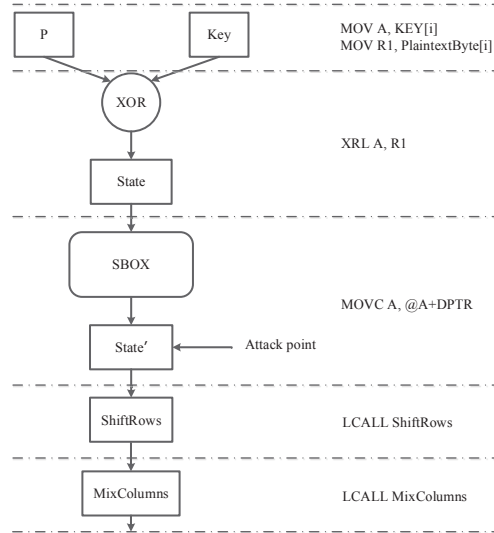 P
Key
MOV A, KEY[i]
MOV R1, PlaintextByte[i]
XOR
XRL A, R1
State
SBOX
MOVC A, @A+DPTR
State′
Attack point
ShiftRows
LCALL ShiftRows
MixColumns
LCALL MixColumns